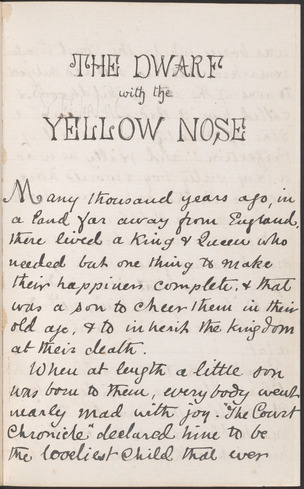 THE DWARF
with the
YELLOW NOSE
Many thousand years ago, in
a land far away from England,
there lived a King & Queen who
needed but one thing to make
their happiness complete, & that
was a son to cheer them in their
old age, & to inherit the kingdom
at their death.
When at length a little son
was born to them, everybody went
nearly mad with joy. "The Court
Chronicle" declared him to be
the loveliest child that ever